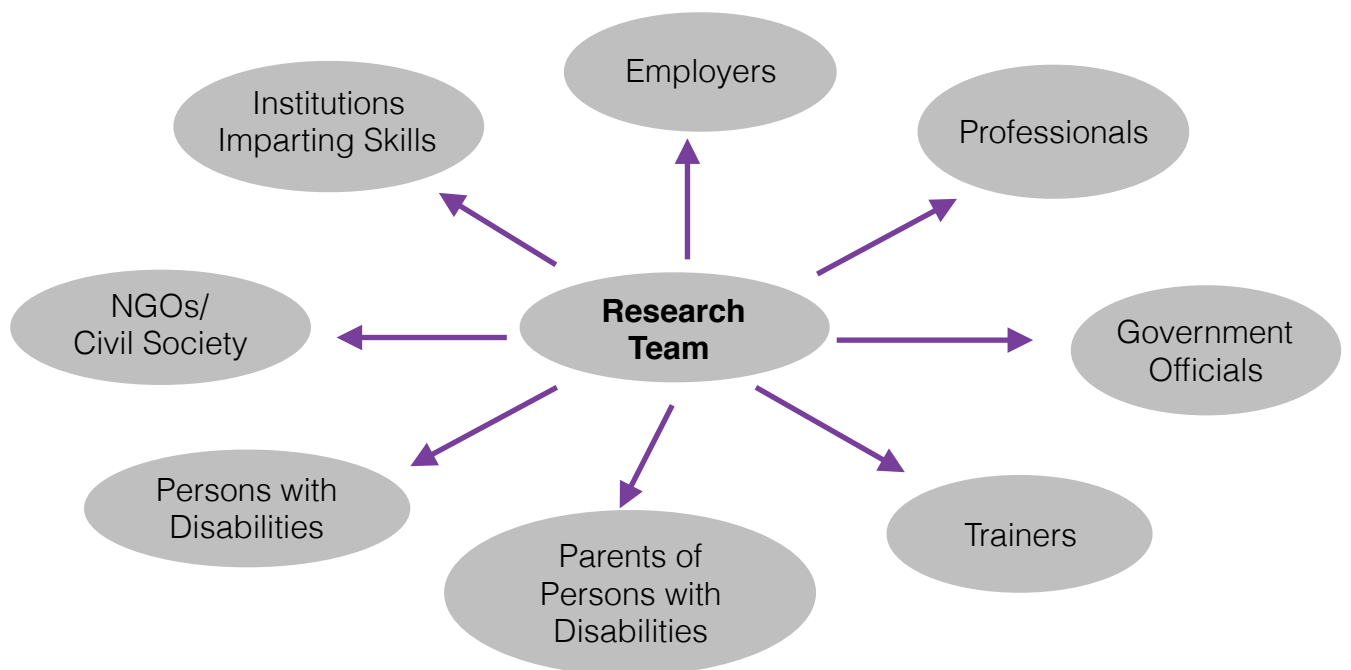 Employers
Institutions
Imparting Skills
Professionals
NGOs/
Civil Society
Research
Team
Government
Officials
Persons with
Disabilities
Parents of
Persons with
Disabilities
Trainers